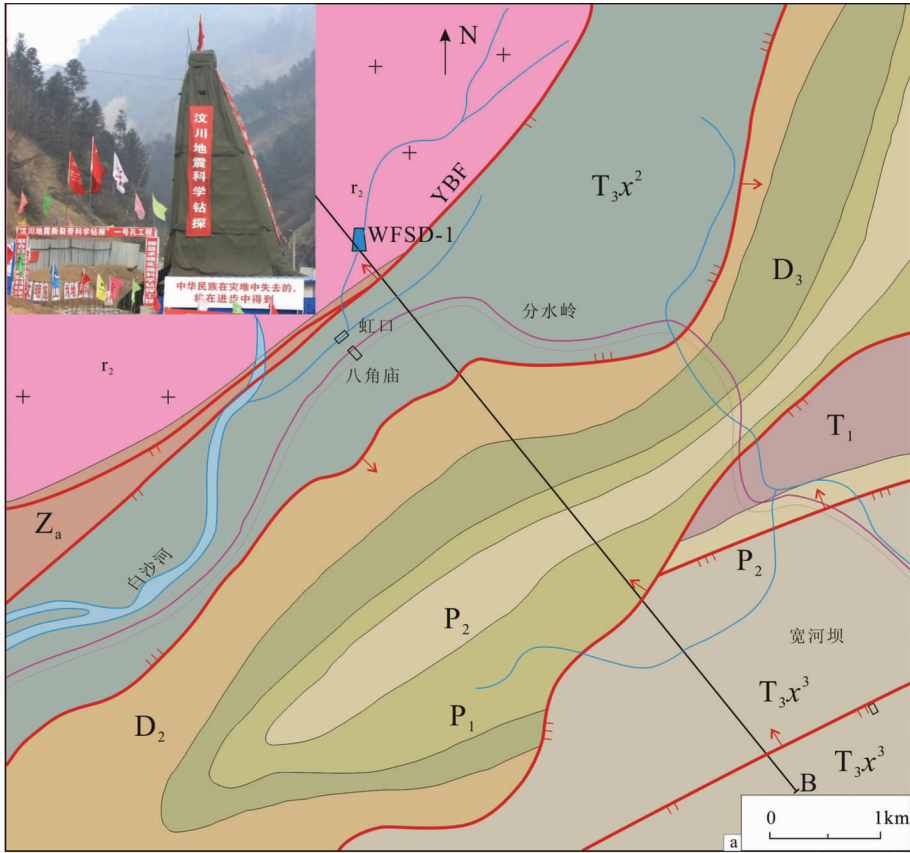 汶川地震科学钻探
"汶川地震断裂带科学钻探"一号孔工程
中华民族在灾难中失去的，
将在进步中得到
N
r₂
YBF
WFSD-1
T₃x²
D₃
分水岭
虹口
八角庙
r₂
T₁
Zₐ
白沙河
P₂
P₂
宽河坝
D₂
P₁
T₃x³
T₃x³
B
a
0 1km